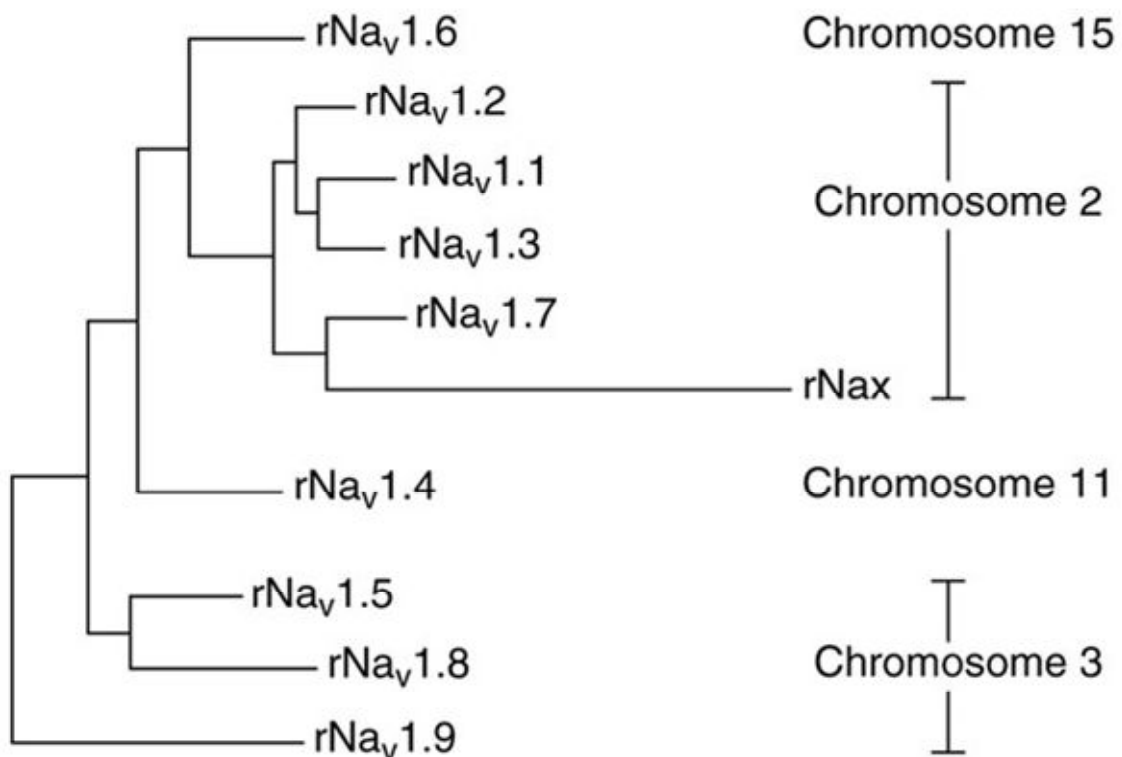 rNav1.6 Chromosome 15
rNav1.2
rNav1.1
Chromosome 2
rNav1.3
rNav1.7
rNax
rNav1.4 Chromosome 11
rNav1.5
rNav1.8 Chromosome 3
rNav1.9